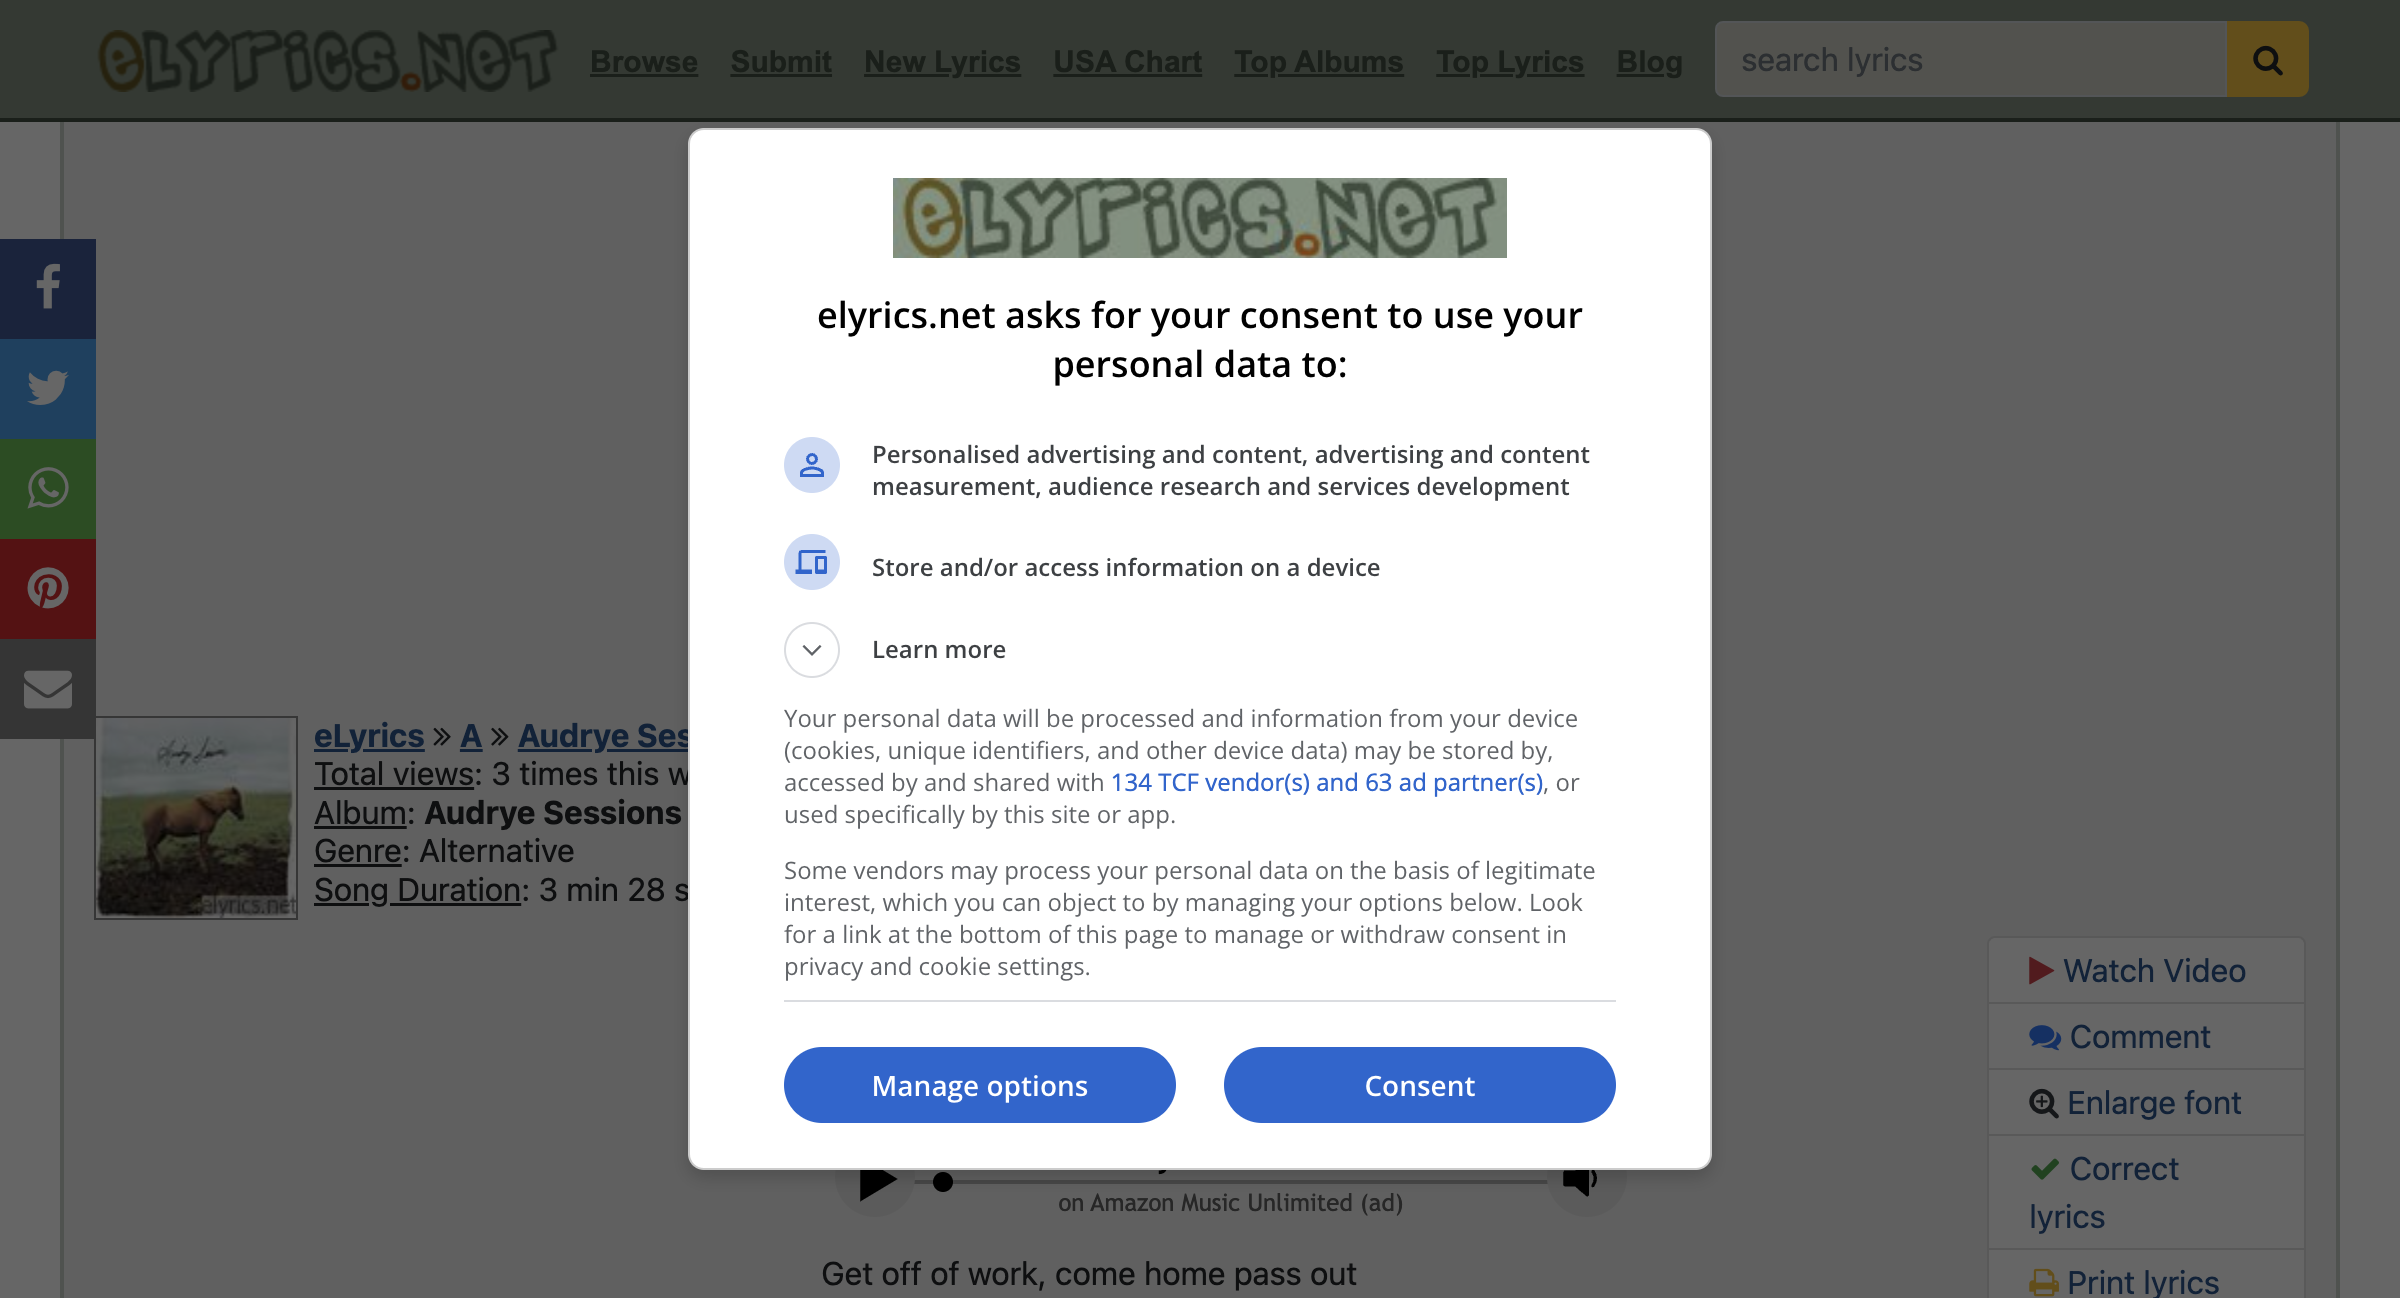 eLYRICS.NET
Browse Submit New Lyrics USA Chart Top Albums Top Lyrics Blog
search lyrics
eLYRICS.NET
elyrics.net asks for your consent to use your
personal data to:
Personalised advertising and content, advertising and content
measurement, audience research and services development
Store and/or access information on a device
Learn more
Your personal data will be processed and information from your device
(cookies, unique identifiers, and other device data) may be stored by,
accessed by and shared with 134 TCF vendor(s) and 63 ad partner(s), or
used specifically by this site or app.
Some vendors may process your personal data on the basis of legitimate
interest, which you can object to by managing your options below. Look
for a link at the bottom of this page to manage or withdraw consent in
privacy and cookie settings.
Manage options
Consent
elyrics.net
eLyrics » A » Audrye Ses
Total views: 3 times this w
Album: Audrye Sessions
Genre: Alternative
Song Duration: 3 min 28 s
Watch Video
Comment
Enlarge font
Correct
lyrics
Print lyrics
on Amazon Music Unlimited (ad)
Get off of work, come home pass out